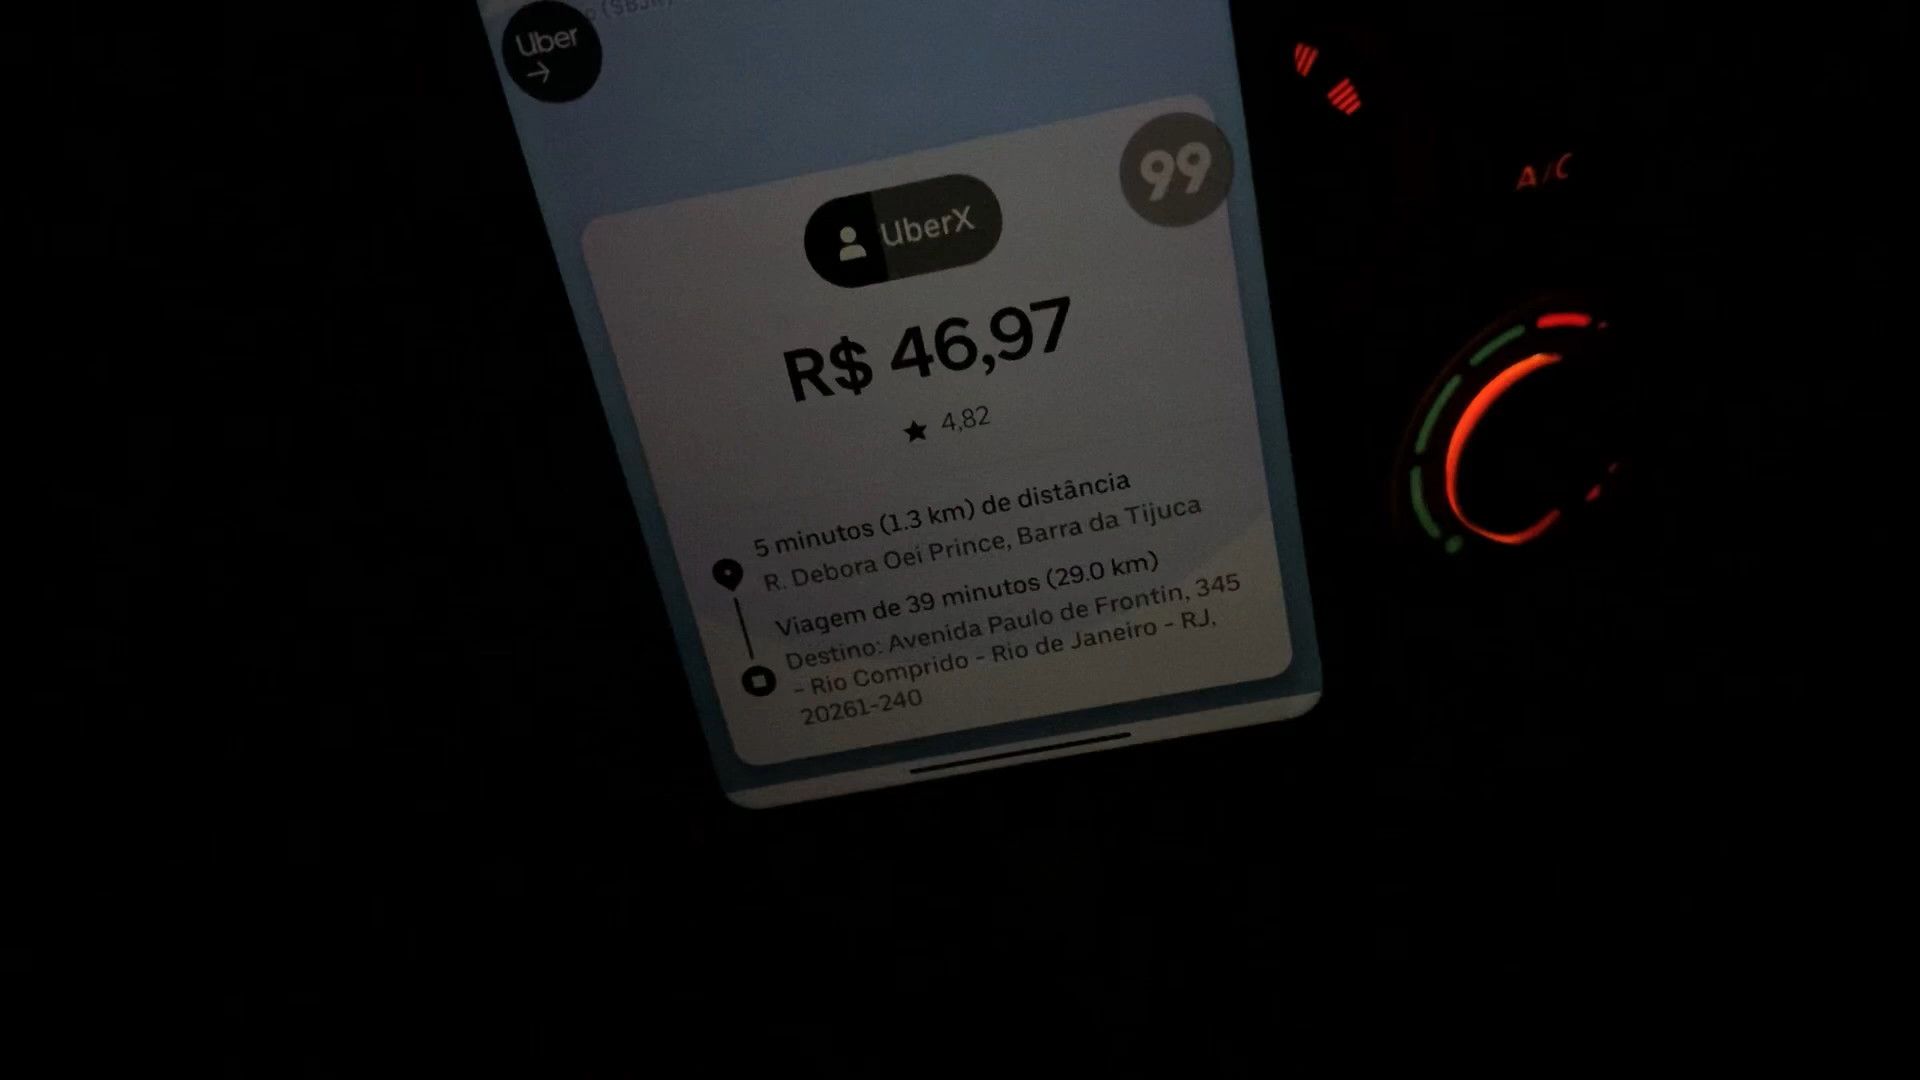 Uber
99
UberX
R$ 46,97
4,82
5 minutos (1.3 km) de distância
R. Debora Oei Prince, Barra da Tijuca
Viagem de 39 minutos (29.0 km)
Destino: Avenida Paulo de Frontin, 345
- Rio Comprido - Rio de Janeiro - RJ,
20261-240
A/C